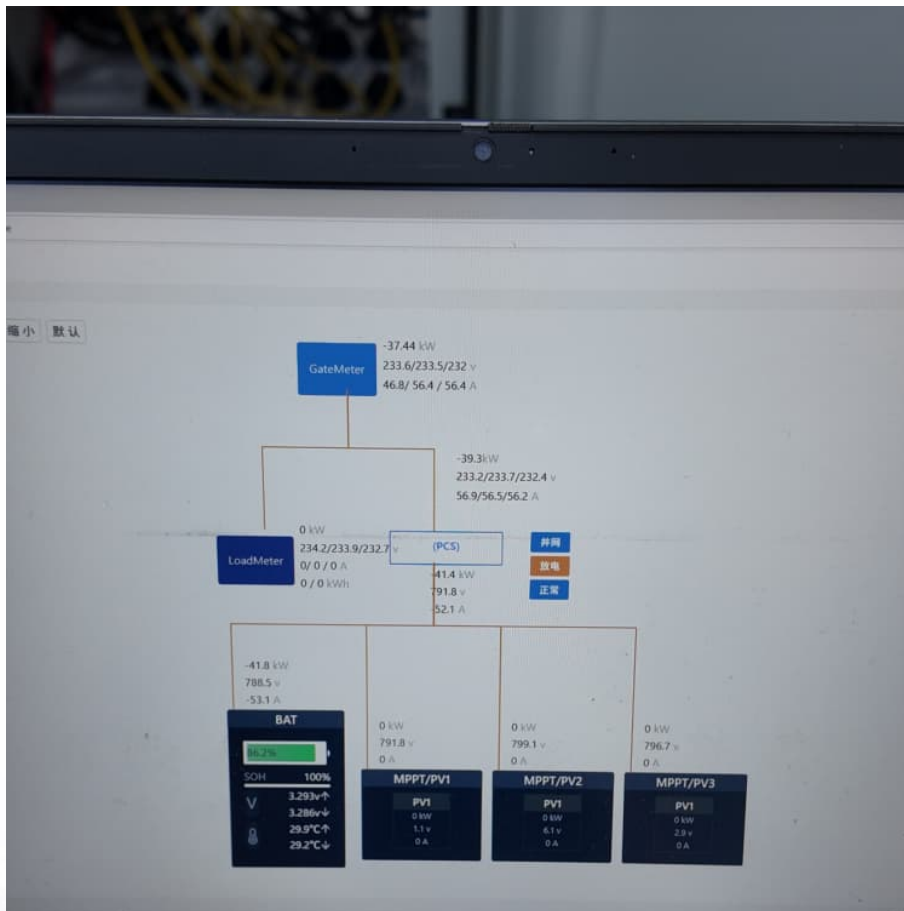 缩小 默认
-37.44 kW
GateMeter
233.6/233.5/232 v
46.8/ 56.4 / 56.4 A
-39.3kW
233.2/233.7/232.4 v
56.9/56.5/56.2 A
0 kW
234.2/233.9/232.7 v
LoadMeter
0/ 0 / 0 A
0 / 0 kWh
(PCS)
并网
放电
正常
-41.4 kW
791.8 v
-52.1 A
-41.8 kW
788.5 v
-53.1 A
BAT
86.2%
SOH 100%
V
3.293v↑
3.286v↓
29.9°C↑
29.2°C↓
0 kW
791.8 v
0 A
MPPT/PV1
PV1
0 kW
1.1 v
0 A
0 kW
799.1 v
0 A
MPPT/PV2
PV1
0 kW
6.1 v
0 A
0 kW
796.7 v
0 A
MPPT/PV3
PV1
0 kW
2.9 v
0 A